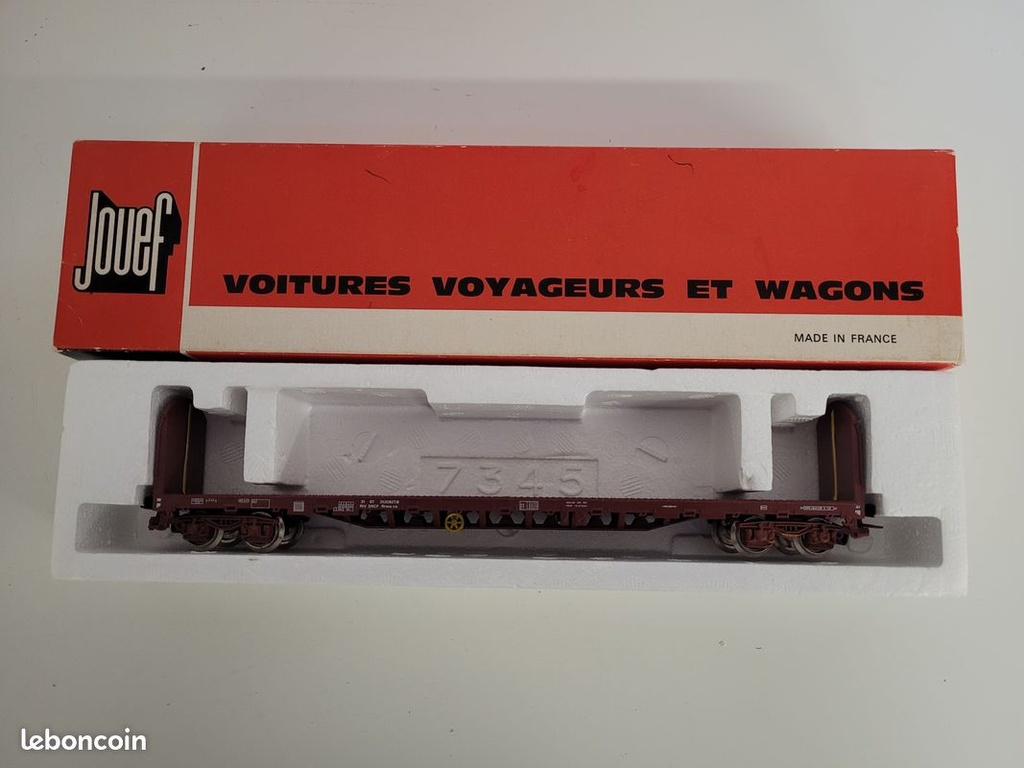 Jouef
VOITURES VOYAGEURS ET WAGONS
MADE IN FRANCE
7345
leboncoin